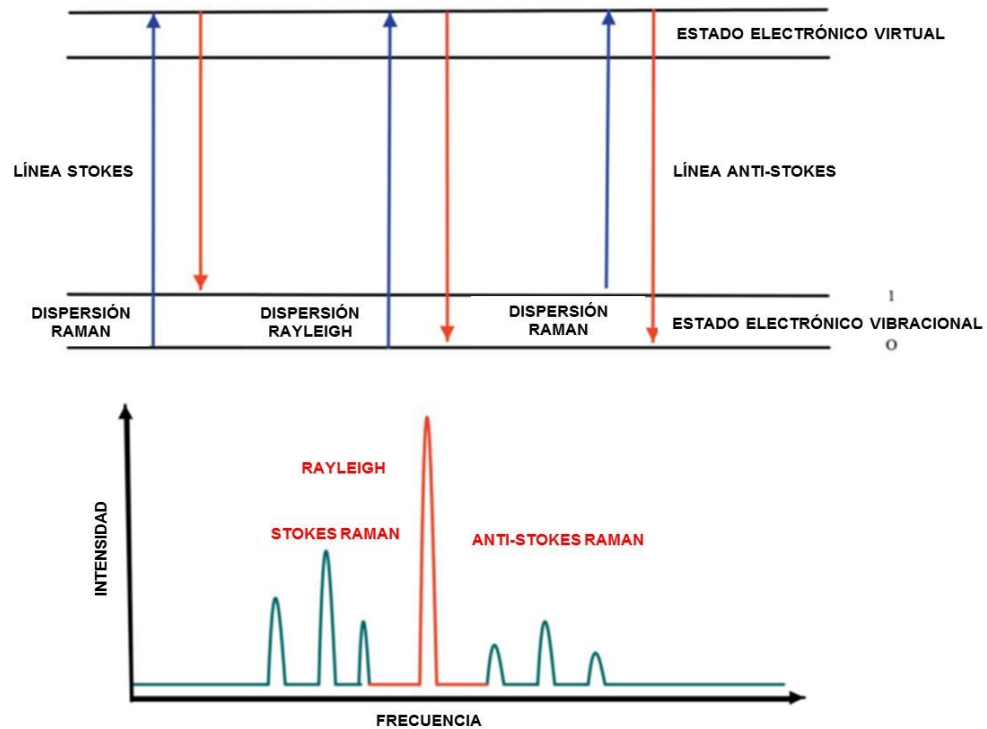 ESTADO ELECTRÓNICO VIRTUAL
LÍNEA STOKES
LÍNEA ANTI-STOKES
1
DISPERSIÓN
RAMAN
DISPERSIÓN
RAYLEIGH
DISPERSIÓN
RAMAN
ESTADO ELECTRÓNICO VIBRACIONAL
0
RAYLEIGH
STOKES RAMAN
ANTI-STOKES RAMAN
INTENSIDAD
FRECUENCIA